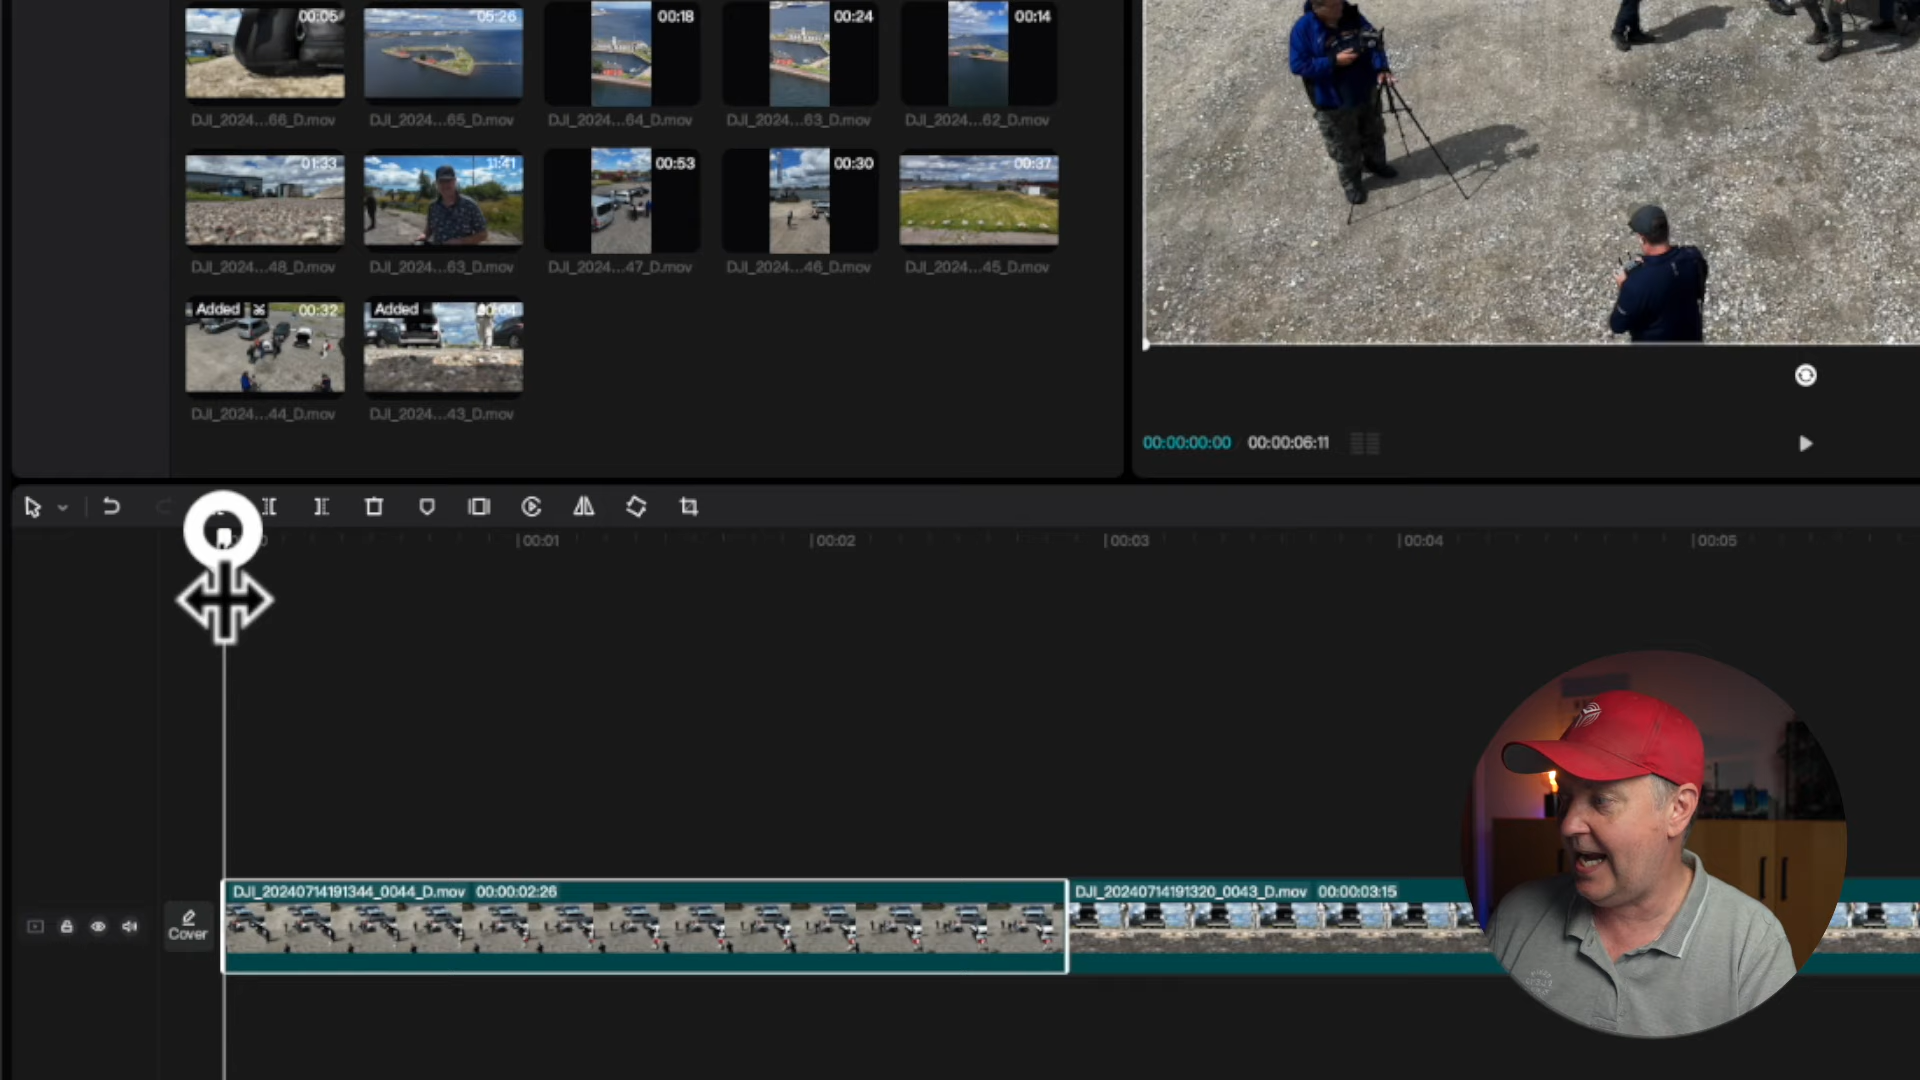 00:05
05:26
00:18
00:24
00:14
DJI_2024...66_D.mov
DJI_2024...65_D.mov
DJI_2024...64_D.mov
DJI_2024...63_D.mov
DJI_2024...62_D.mov
01:33
11:41
00:53
00:30
00:37
DJI_2024...48_D.mov
DJI_2024...63_D.mov
DJI_2024...47_D.mov
DJI_2024...46_D.mov
DJI_2024...45_D.mov
Added
00:32
Added
00:04
DJI_2024...44_D.mov
DJI_2024...43_D.mov
00:00:00:00 / 00:00:06:11
00:01
00:02
00:03
00:04
00:05
DJI_20240714191344_0044_D.mov 00:00:02:26
DJI_20240714191320_0043_D.mov 00:00:03:15
Cover